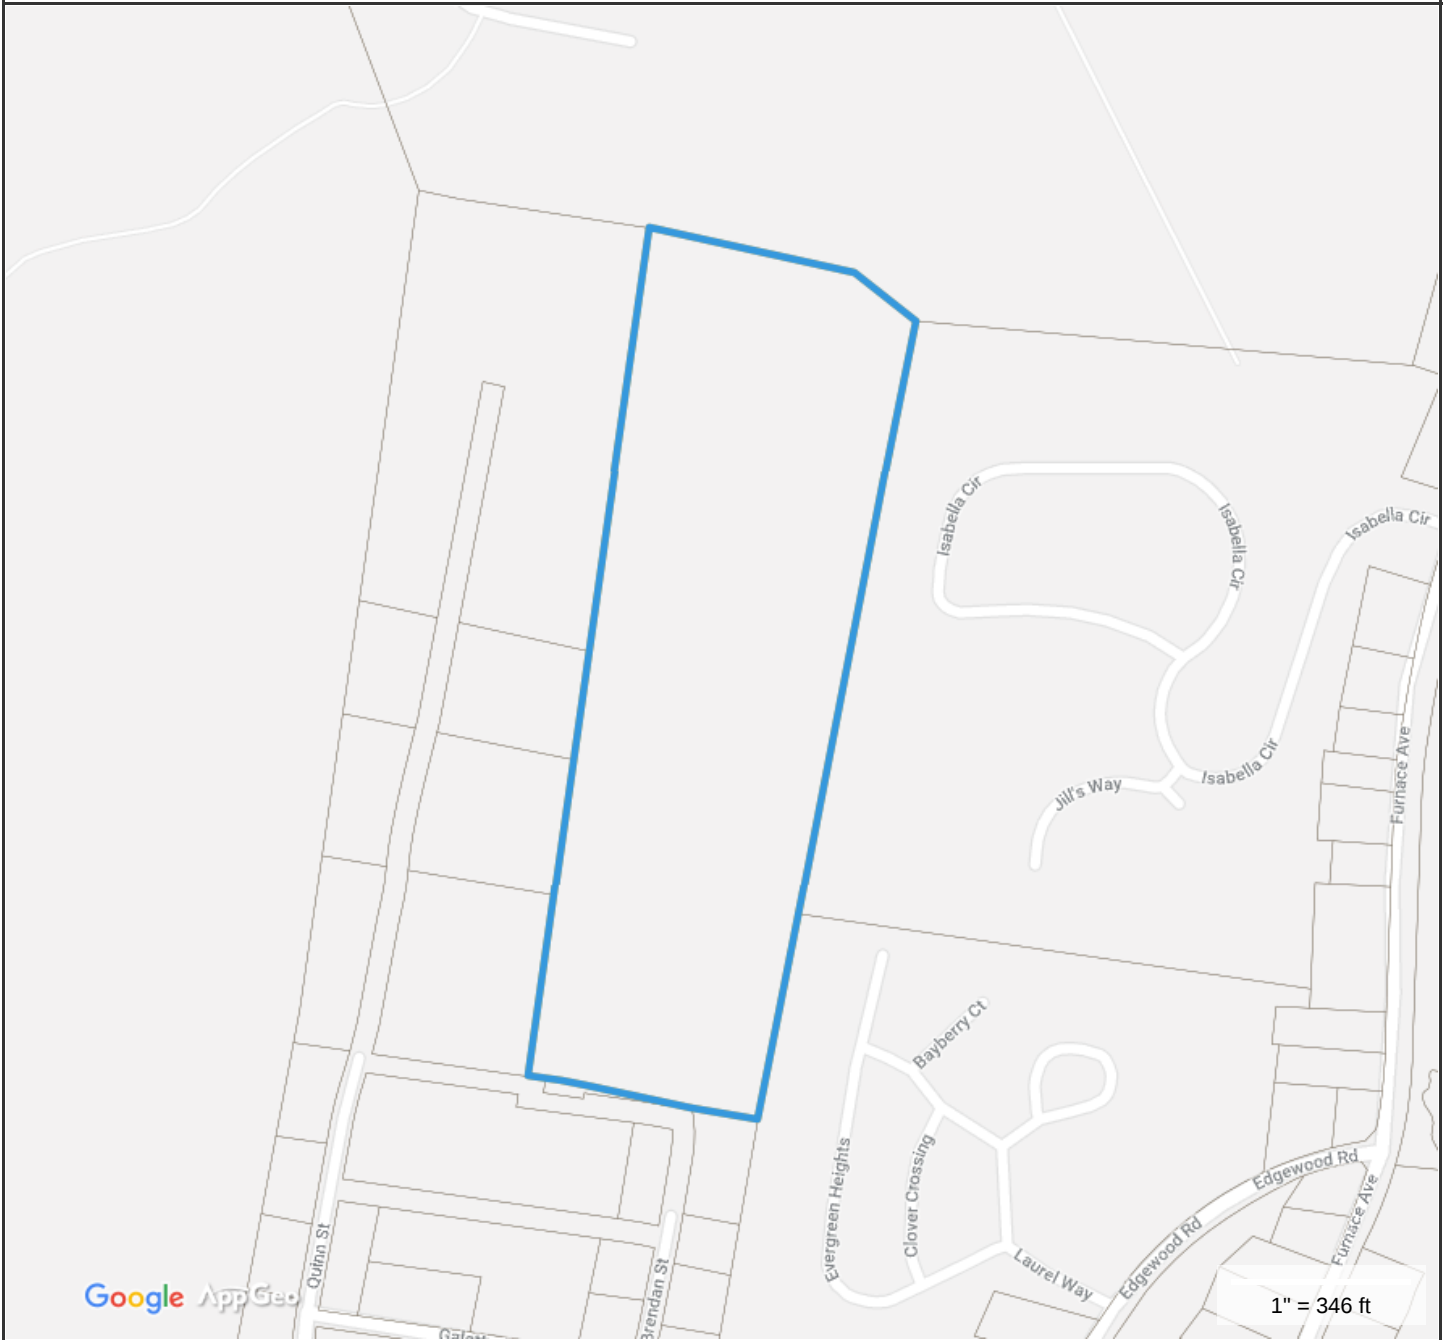 Isabella Cir
Isabella Cir
Isabella Cir
Isabella Cir
Jill's Way
Furnace Ave
Bayberry Ct
Evergreen Heights
Clover Crossing
Edgewood Rd
Edgewood Rd
Furnace Ave
Laurel Way
Quinn St
Brendan St
Google AppGeo
1" = 346 ft